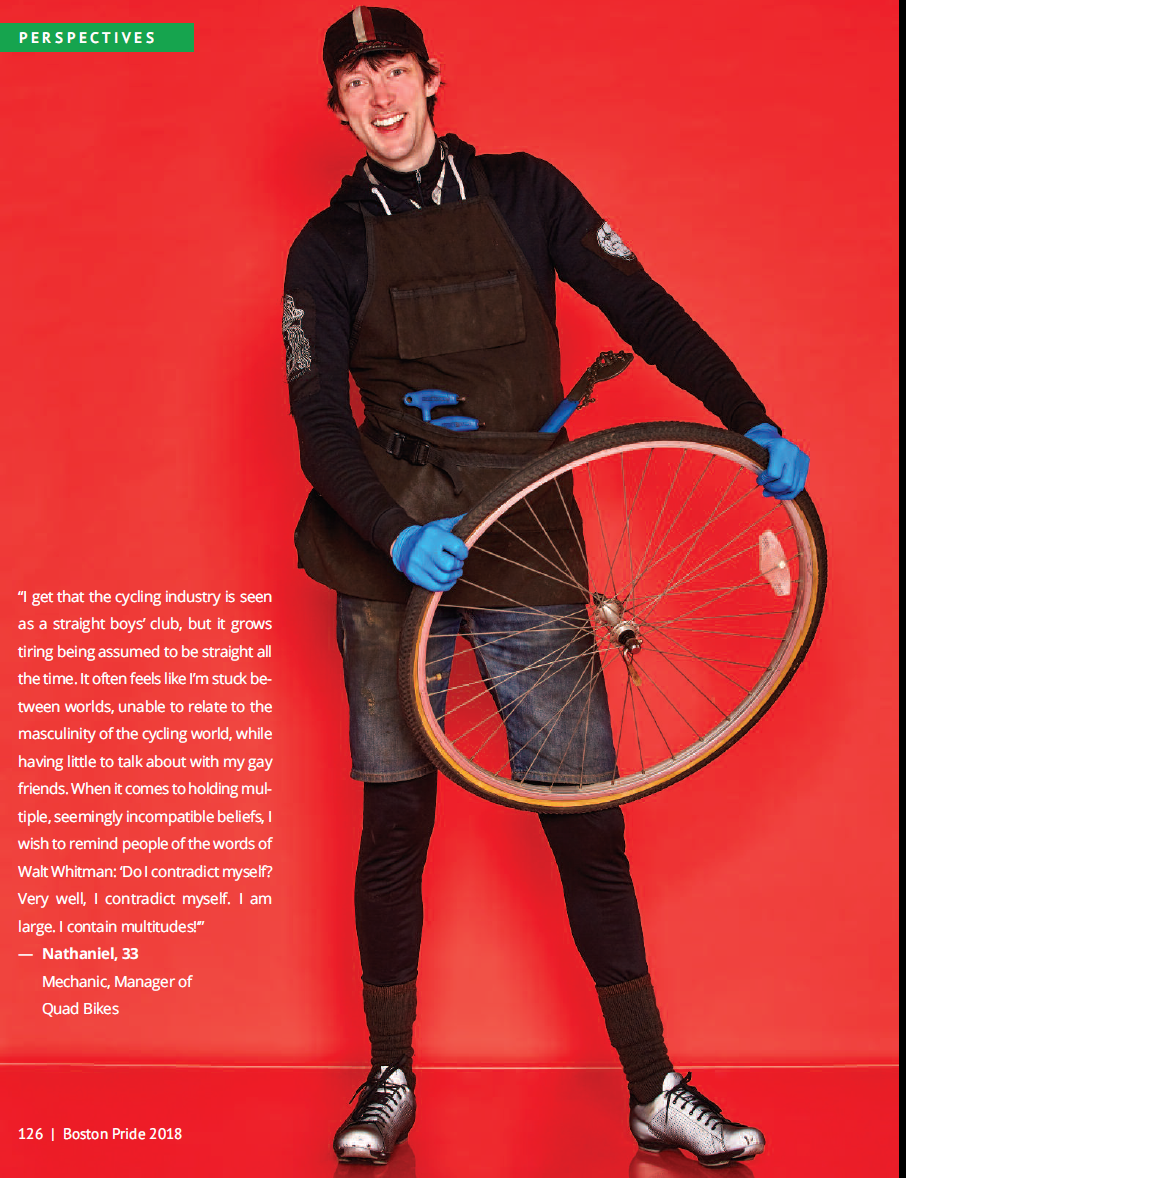 PERSPECTIVES
“I get that the cycling industry is seen
as a straight boys’ club, but it grows
tiring being assumed to be straight all
the time. It often feels like I’m stuck be-
tween worlds, unable to relate to the
masculinity of the cycling world, while
having little to talk about with my gay
friends. When it comes to holding mul-
tiple, seemingly incompatible beliefs, I
wish to remind people of the words of
Walt Whitman: ‘Do I contradict myself?
Very well, I contradict myself. I am
large. I contain multitudes!’”
— Nathaniel, 33
Mechanic, Manager of
Quad Bikes
126 | Boston Pride 2018